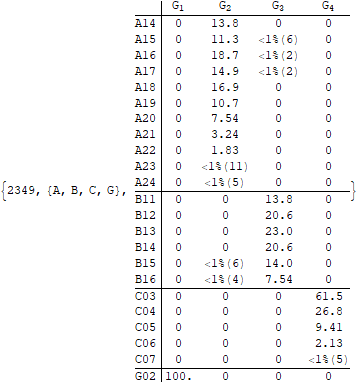 G1 G2 G3 G4
A14 0 13.8 0 0
A15 0 11.3 <1%(6) 0
A16 0 18.7 <1%(2) 0
A17 0 14.9 <1%(2) 0
A18 0 16.9 0 0
A19 0 10.7 0 0
A20 0 7.54 0 0
A21 0 3.24 0 0
A22 0 1.83 0 0
A23 0 <1%(11) 0 0
A24 0 <1%(5) 0 0
{2349, {A, B, C, G}, }
B11 0 0 13.8 0
B12 0 0 20.6 0
B13 0 0 23.0 0
B14 0 0 20.6 0
B15 0 <1%(6) 14.0 0
B16 0 <1%(4) 7.54 0
C03 0 0 0 61.5
C04 0 0 0 26.8
C05 0 0 0 9.41
C06 0 0 0 2.13
C07 0 0 0 <1%(5)
G02 100. 0 0 0